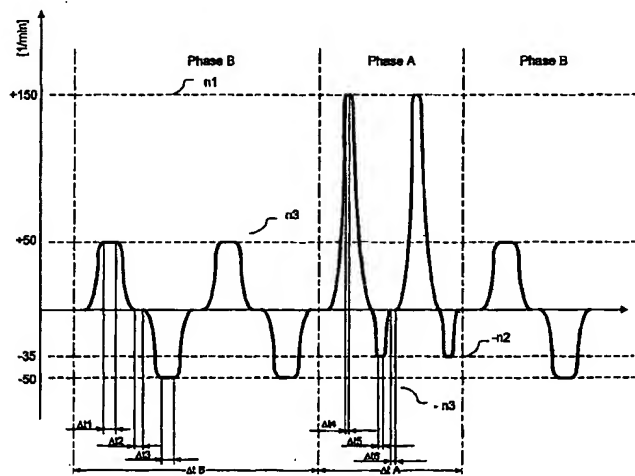 [1/min]
Phase B
Phase A
Phase B
+150
n1
+50
n3
-35
-n2
-50
- n3
Δt1
Δt4
Δt2
Δt5
Δt3
Δt6
Δt B
Δt A